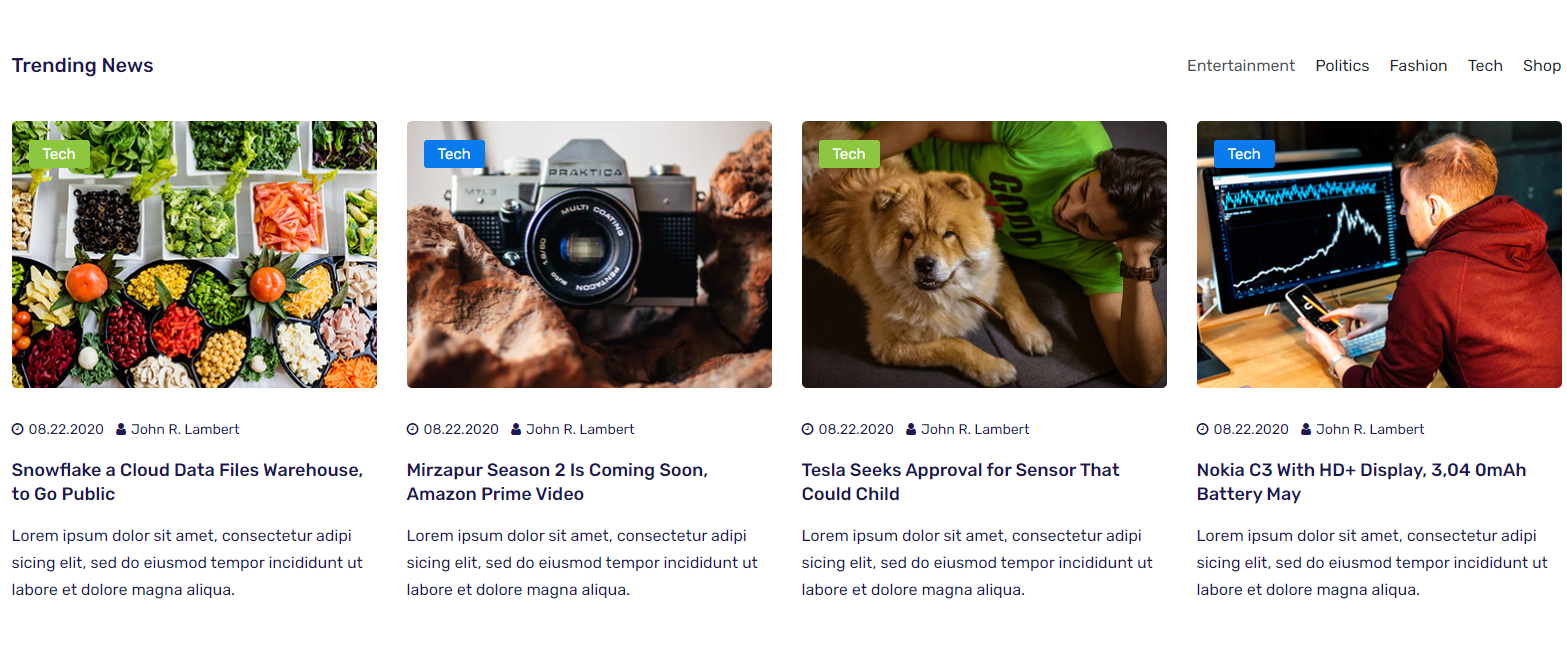 Trending News
Entertainment Politics Fashion Tech Shop
Tech
Tech
PRAKTICA
MTL 3
MULTI COATING
PENTACON
1.8/50
Tech
GOOD
Tech
08.22.2020 John R. Lambert
Snowflake a Cloud Data Files Warehouse,
to Go Public
Lorem ipsum dolor sit amet, consectetur adipi
sicing elit, sed do eiusmod tempor incididunt ut
labore et dolore magna aliqua.
08.22.2020 John R. Lambert
Mirzapur Season 2 Is Coming Soon,
Amazon Prime Video
Lorem ipsum dolor sit amet, consectetur adipi
sicing elit, sed do eiusmod tempor incididunt ut
labore et dolore magna aliqua.
08.22.2020 John R. Lambert
Tesla Seeks Approval for Sensor That
Could Child
Lorem ipsum dolor sit amet, consectetur adipi
sicing elit, sed do eiusmod tempor incididunt ut
labore et dolore magna aliqua.
08.22.2020 John R. Lambert
Nokia C3 With HD+ Display, 3,04 0mAh
Battery May
Lorem ipsum dolor sit amet, consectetur adipi
sicing elit, sed do eiusmod tempor incididunt ut
labore et dolore magna aliqua.